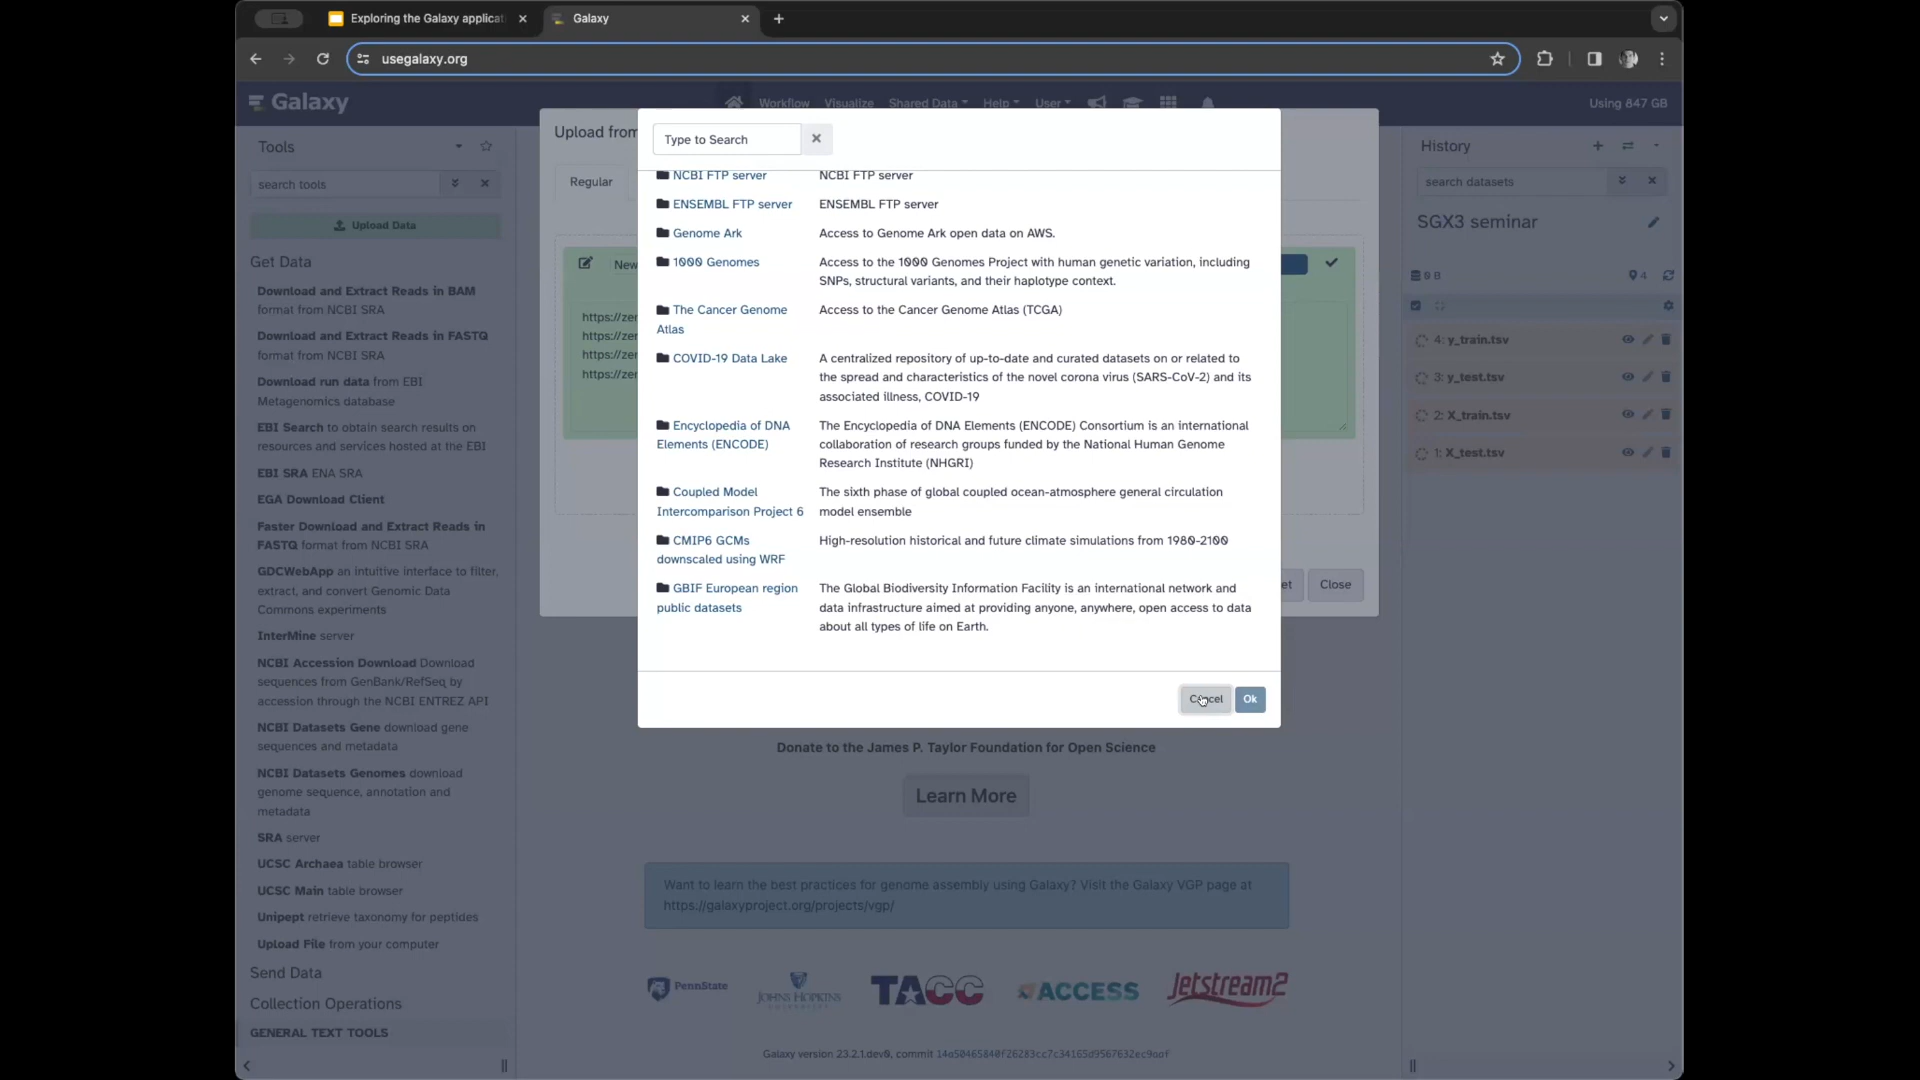 Exploring the Galaxy applicat
Galaxy
usegalaxy.org
Galaxy
Workflow Visualize Shared Data Help User
Using 847 GB
Tools
search tools
Upload Data
Get Data
Download and Extract Reads in BAM
format from NCBI SRA
Download and Extract Reads in FASTQ
format from NCBI SRA
Download run data from EBI
Metagenomics database
EBI Search to obtain search results on
resources and services hosted at the EBI
EBI SRA ENA SRA
EGA Download Client
Faster Download and Extract Reads in
FASTQ format from NCBI SRA
GDCWebApp an intuitive interface to filter,
extract, and convert Genomic Data
Commons experiments
InterMine server
NCBI Accession Download Download
sequences from GenBank/RefSeq by
accession through the NCBI ENTREZ API
NCBI Datasets Gene download gene
sequences and metadata
NCBI Datasets Genomes download
genome sequence, annotation and
metadata
SRA server
UCSC Archaea table browser
UCSC Main table browser
Unipept retrieve taxonomy for peptides
Upload File from your computer
Send Data
Collection Operations
GENERAL TEXT TOOLS
Upload from
Regular
New
https://zen
https://zen
https://zen
https://zen
et
Close
Type to Search
NCBI FTP server NCBI FTP server
ENSEMBL FTP server ENSEMBL FTP server
Genome Ark Access to Genome Ark open data on AWS.
1000 Genomes Access to the 1000 Genomes Project with human genetic variation, including
SNPs, structural variants, and their haplotype context.
The Cancer Genome Access to the Cancer Genome Atlas (TCGA)
Atlas
COVID-19 Data Lake A centralized repository of up-to-date and curated datasets on or related to
the spread and characteristics of the novel corona virus (SARS-CoV-2) and its
associated illness, COVID-19
Encyclopedia of DNA The Encyclopedia of DNA Elements (ENCODE) Consortium is an international
Elements (ENCODE) collaboration of research groups funded by the National Human Genome
Research Institute (NHGRI)
Coupled Model The sixth phase of global coupled ocean-atmosphere general circulation
Intercomparison Project 6 model ensemble
CMIP6 GCMs High-resolution historical and future climate simulations from 1980-2100
downscaled using WRF
GBIF European region The Global Biodiversity Information Facility is an international network and
public datasets data infrastructure aimed at providing anyone, anywhere, open access to data
about all types of life on Earth.
Cancel Ok
Donate to the James P. Taylor Foundation for Open Science
Learn More
Want to learn the best practices for genome assembly using Galaxy? Visit the Galaxy VGP page at
https://galaxyproject.org/projects/vgp/
PennState
JOHNS HOPKINS
TACC
ACCESS
Jetstream2
Galaxy version 23.2.1.dev0, commit
History
search datasets
SGX3 seminar
0 B
4
4: y_train.tsv
3: y_test.tsv
2: X_train.tsv
1: X_test.tsv